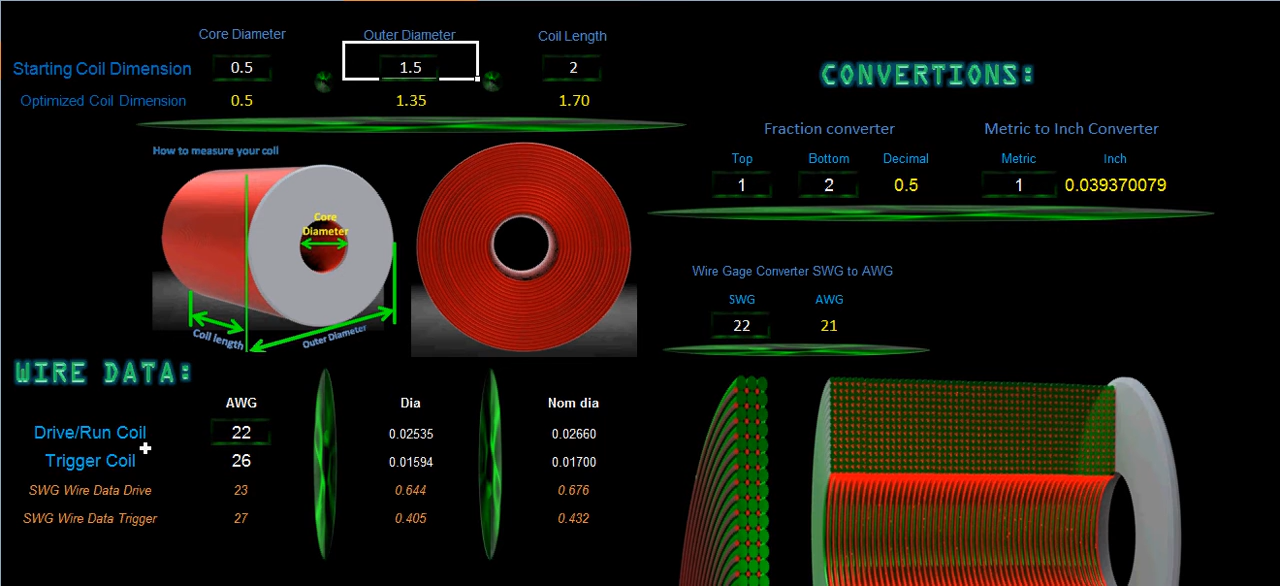 Core Diameter Outer Diameter Coil Length
Starting Coil Dimension 0.5 1.5 2
Optimized Coil Dimension 0.5 1.35 1.70
How to measure your coil
Core
Diameter
Coil length
Outer Diameter
CONVERTIONS:
Fraction converter Metric to Inch Converter
Top Bottom Decimal Metric Inch
1 2 0.5 1 0.039370079
Wire Gage Converter SWG to AWG
SWG AWG
22 21
WIRE DATA:
AWG Dia Nom dia
Drive/Run Coil 22 0.02535 0.02660
Trigger Coil 26 0.01594 0.01700
SWG Wire Data Drive 23 0.644 0.676
SWG Wire Data Trigger 27 0.405 0.432